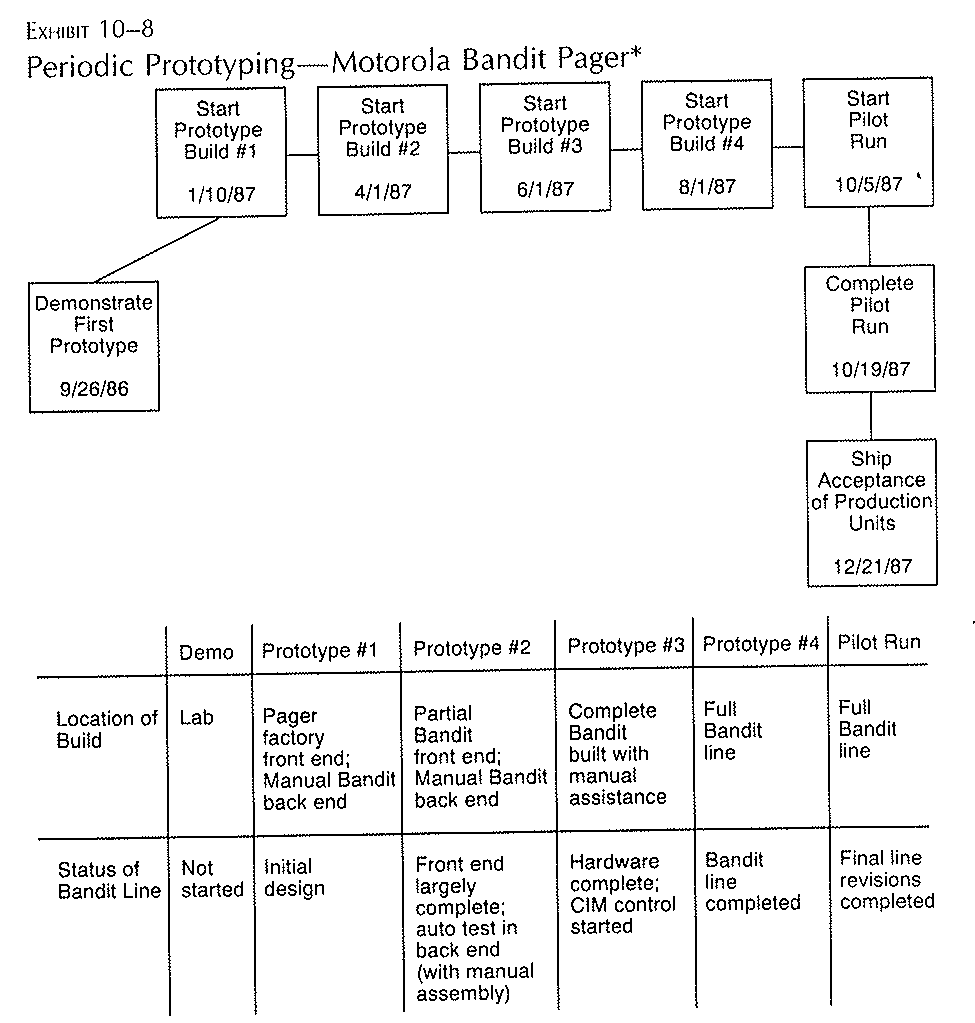 EXHIBIT 10–8
Periodic Prototyping—Motorola Bandit Pager*
Start
Prototype
Build #1
1/10/87
Start
Prototype
Build #2
4/1/87
Start
Prototype
Build #3
6/1/87
Start
Prototype
Build #4
8/1/87
Start
Pilot
Run
10/5/87
Demonstrate
First
Prototype
9/26/86
Complete
Pilot
Run
10/19/87
Ship
Acceptance
of Production
Units
12/21/87
Demo
Prototype #1
Prototype #2
Prototype #3
Prototype #4
Pilot Run
Location of
Build
Lab
Pager
factory
front end;
Manual Bandit
back end
Partial
Bandit
front end;
Manual Bandit
back end
Complete
Bandit
built with
manual
assistance
Full
Bandit
line
Full
Bandit
line
Status of
Bandit Line
Not
started
Initial
design
Front end
largely
complete;
auto test in
back end
(with manual
assembly)
Hardware
complete;
CIM control
started
Bandit
line
completed
Final line
revisions
completed